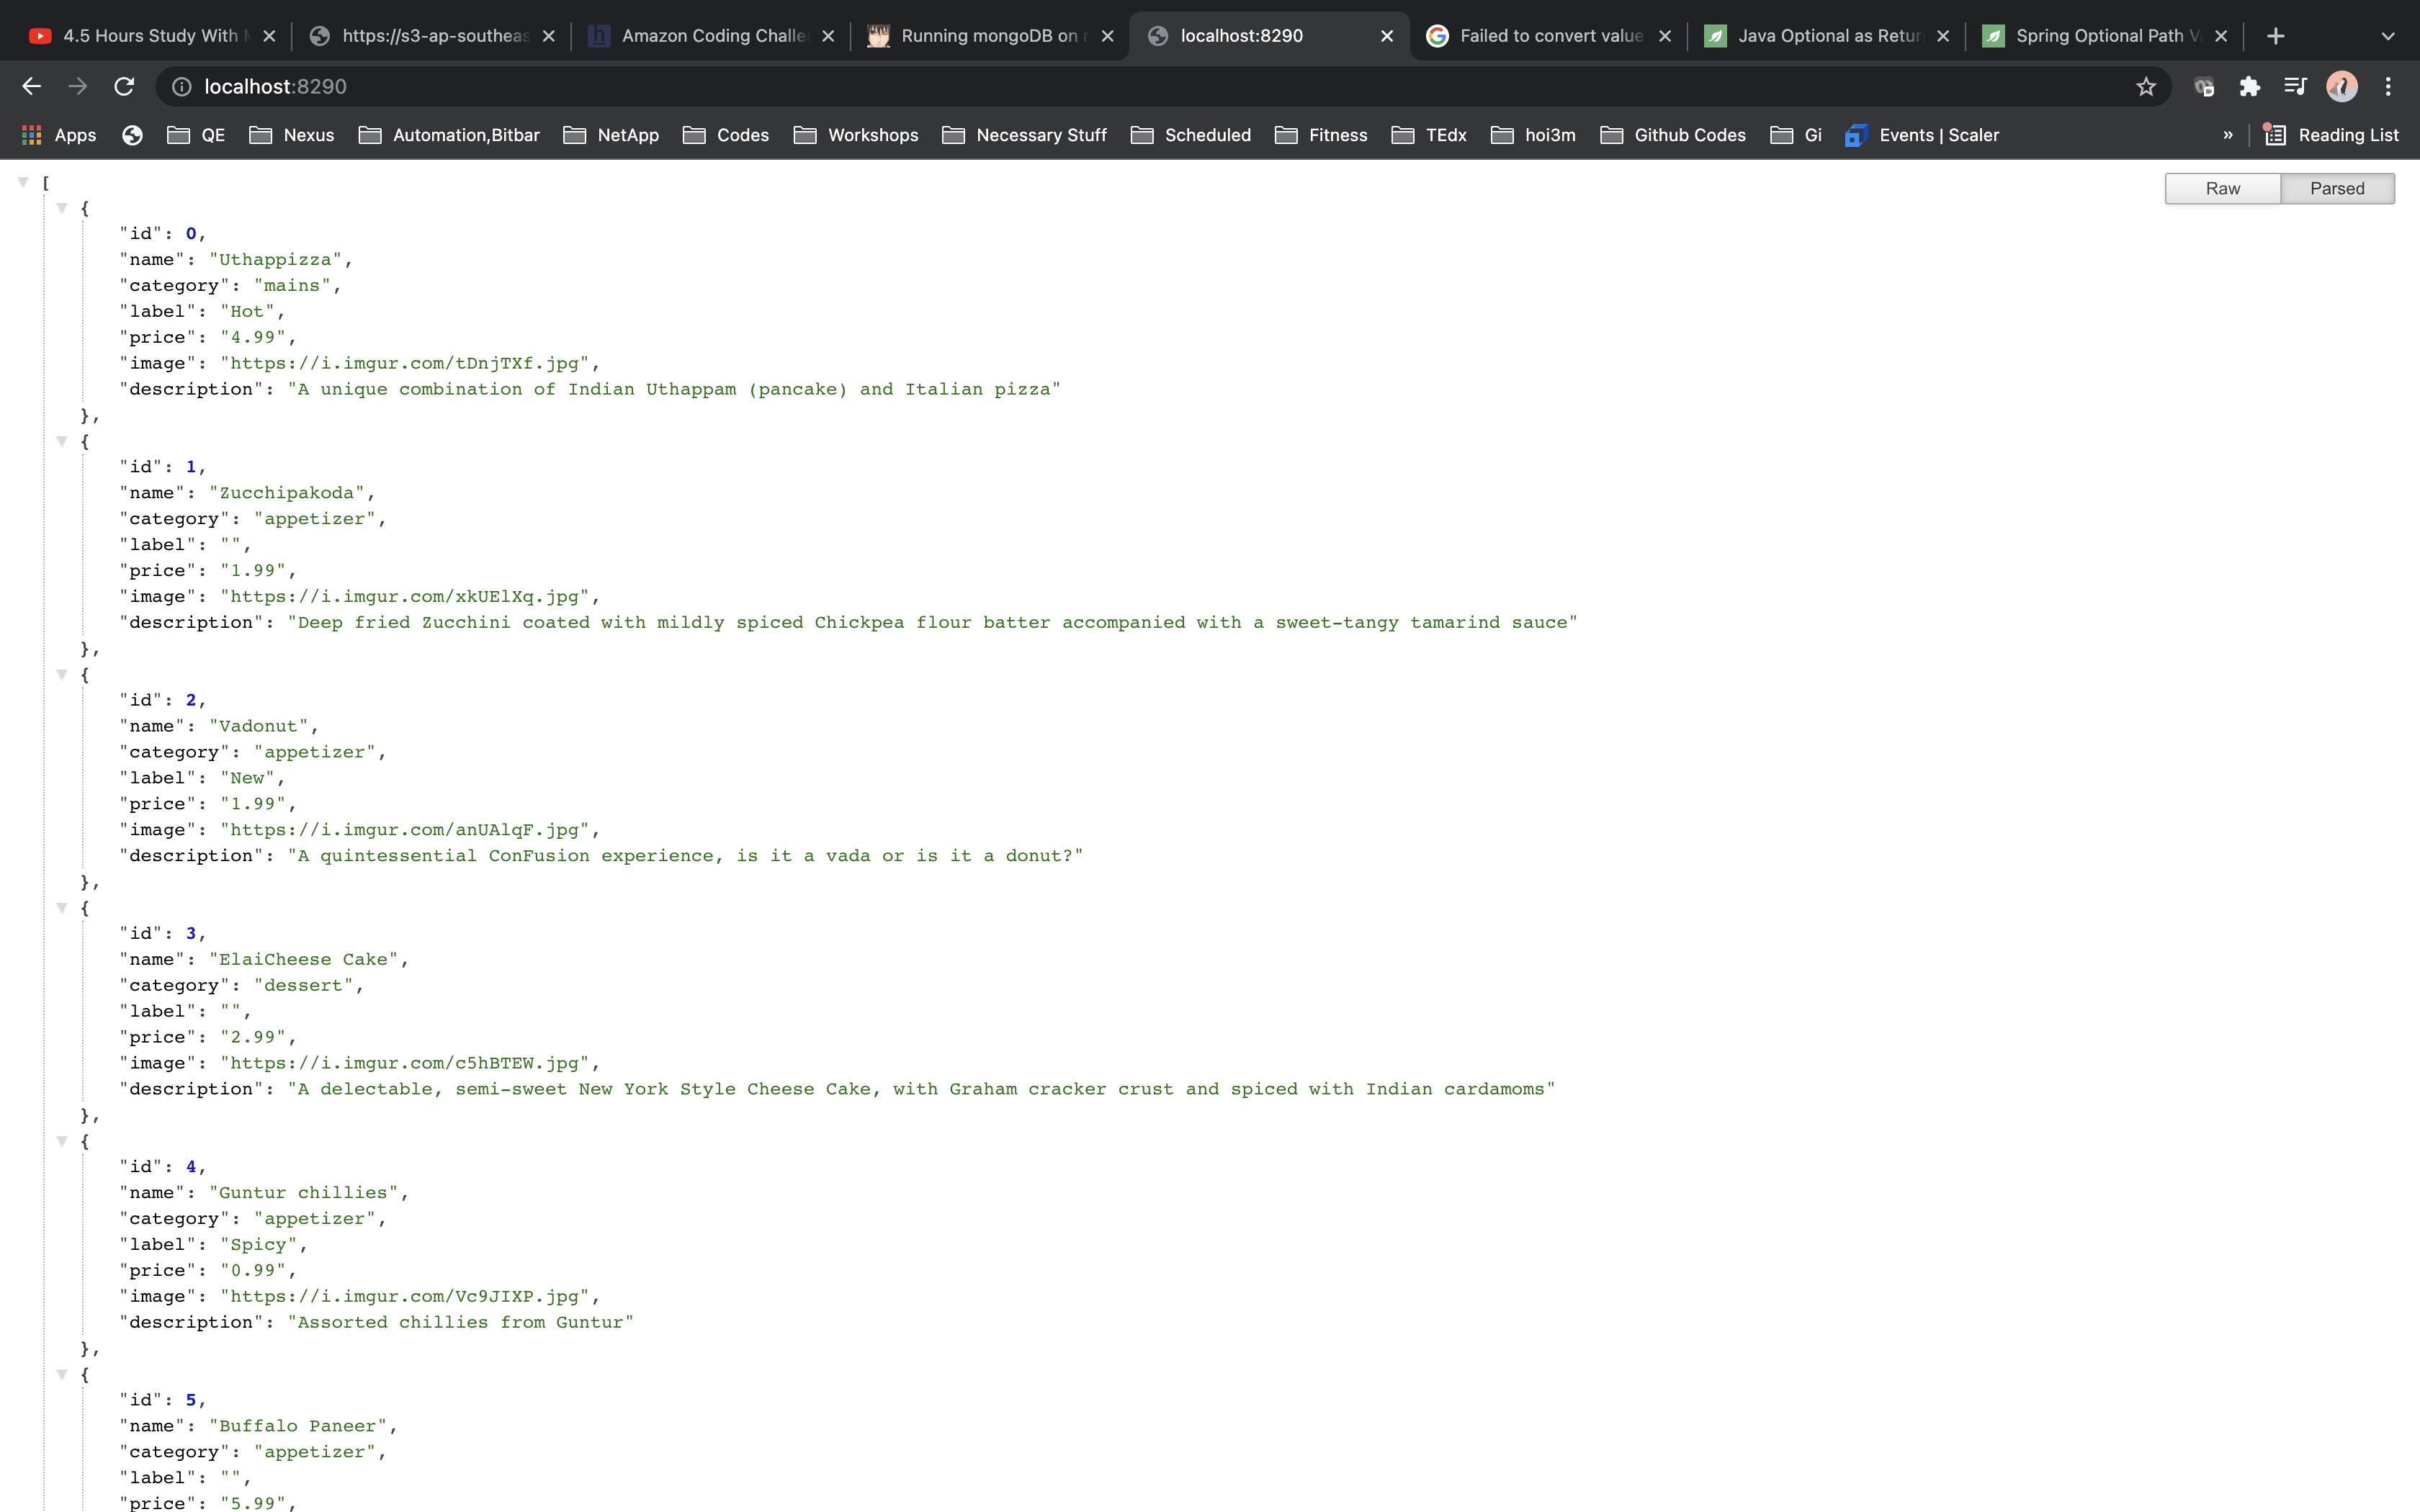 4.5 Hours Study With
https://s3-ap-southeas
Amazon Coding Challe
Running mongoDB on
localhost:8290
Failed to convert value
Java Optional as Retur
Spring Optional Path
localhost:8290
Apps
QE
Nexus
Automation,Bitbar
NetApp
Codes
Workshops
Necessary Stuff
Scheduled
Fitness
TEdx
hoi3m
Github Codes
Gi
Events | Scaler
»
Reading List
Raw
Parsed
[
{
"id": 0,
"name": "Uthappizza",
"category": "mains",
"label": "Hot",
"price": "4.99",
"image": "https://i.imgur.com/tDnjTXf.jpg",
"description": "A unique combination of Indian Uthappam (pancake) and Italian pizza"
},
{
"id": 1,
"name": "Zucchipakoda",
"category": "appetizer",
"label": "",
"price": "1.99",
"image": "https://i.imgur.com/xkUElXq.jpg",
"description": "Deep fried Zucchini coated with mildly spiced Chickpea flour batter accompanied with a sweet-tangy tamarind sauce"
},
{
"id": 2,
"name": "Vadonut",
"category": "appetizer",
"label": "New",
"price": "1.99",
"image": "https://i.imgur.com/anUAlqF.jpg",
"description": "A quintessential ConFusion experience, is it a vada or is it a donut?"
},
{
"id": 3,
"name": "ElaiCheese Cake",
"category": "dessert",
"label": "",
"price": "2.99",
"image": "https://i.imgur.com/c5hBTEW.jpg",
"description": "A delectable, semi-sweet New York Style Cheese Cake, with Graham cracker crust and spiced with Indian cardamoms"
},
{
"id": 4,
"name": "Guntur chillies",
"category": "appetizer",
"label": "Spicy",
"price": "0.99",
"image": "https://i.imgur.com/Vc9JIXP.jpg",
"description": "Assorted chillies from Guntur"
},
{
"id": 5,
"name": "Buffalo Paneer",
"category": "appetizer",
"label": "",
"price": "5.99",